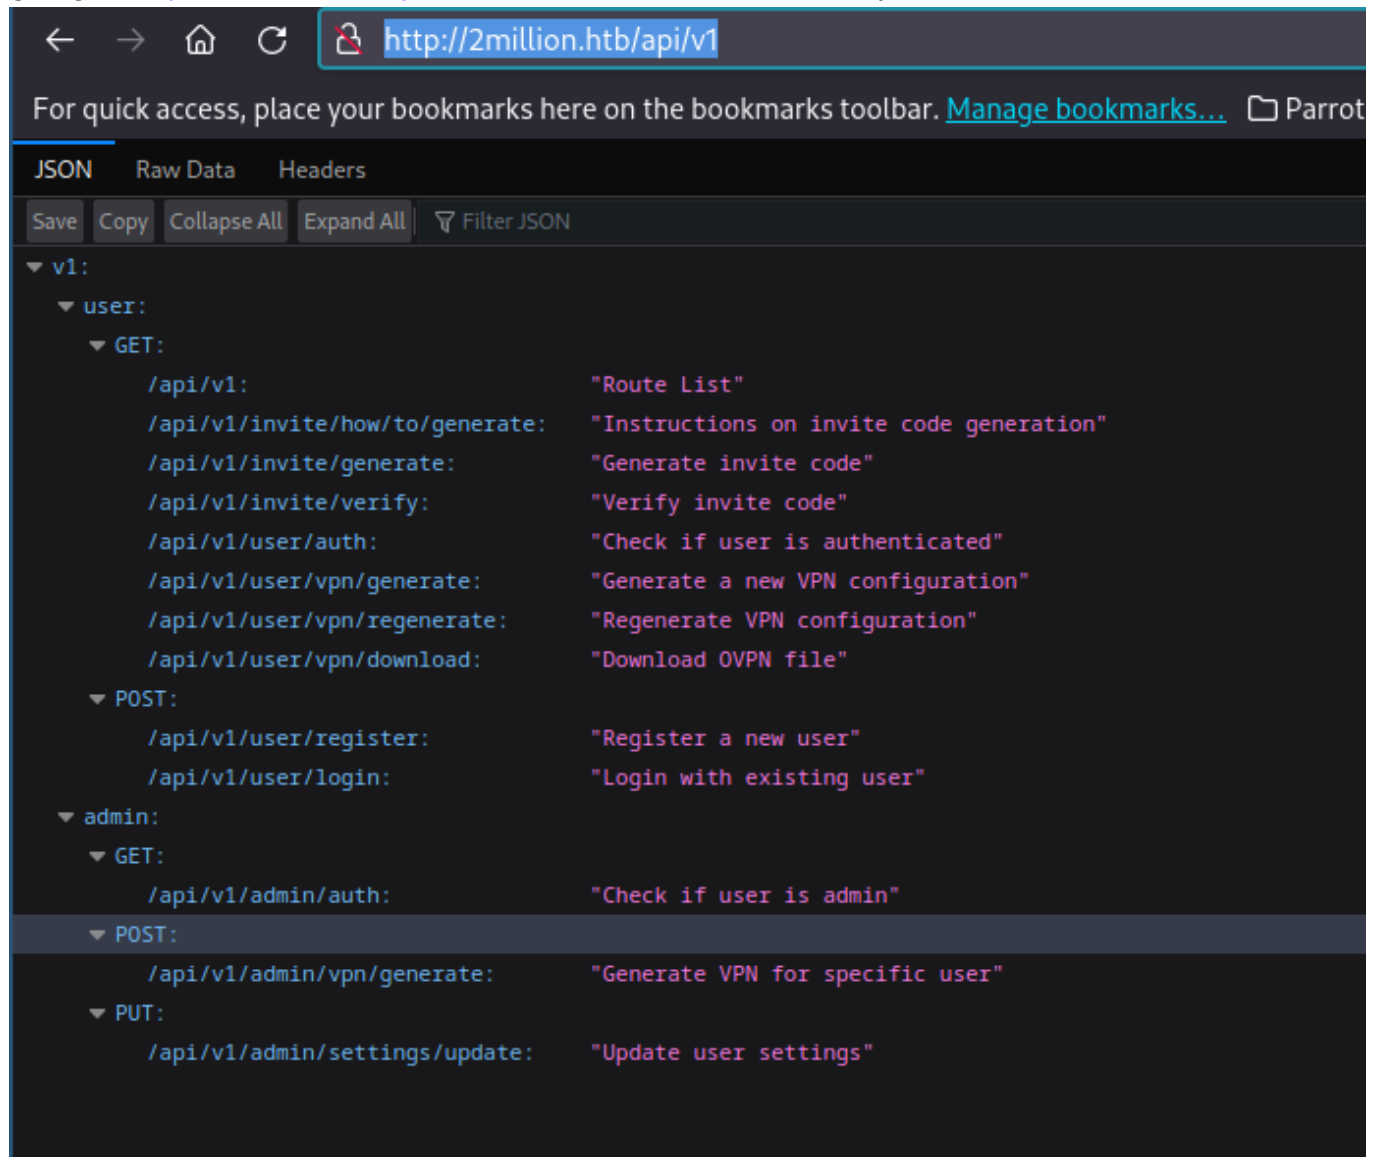 http://2million.htb/api/v1
For quick access, place your bookmarks here on the bookmarks toolbar. Manage bookmarks... Parrot
JSON Raw Data Headers
Save Copy Collapse All Expand All Filter JSON
v1:
user:
GET:
/api/v1: "Route List"
/api/v1/invite/how/to/generate: "Instructions on invite code generation"
/api/v1/invite/generate: "Generate invite code"
/api/v1/invite/verify: "Verify invite code"
/api/v1/user/auth: "Check if user is authenticated"
/api/v1/user/vpn/generate: "Generate a new VPN configuration"
/api/v1/user/vpn/regenerate: "Regenerate VPN configuration"
/api/v1/user/vpn/download: "Download OVPN file"
POST:
/api/v1/user/register: "Register a new user"
/api/v1/user/login: "Login with existing user"
admin:
GET:
/api/v1/admin/auth: "Check if user is admin"
POST:
/api/v1/admin/vpn/generate: "Generate VPN for specific user"
PUT:
/api/v1/admin/settings/update: "Update user settings"